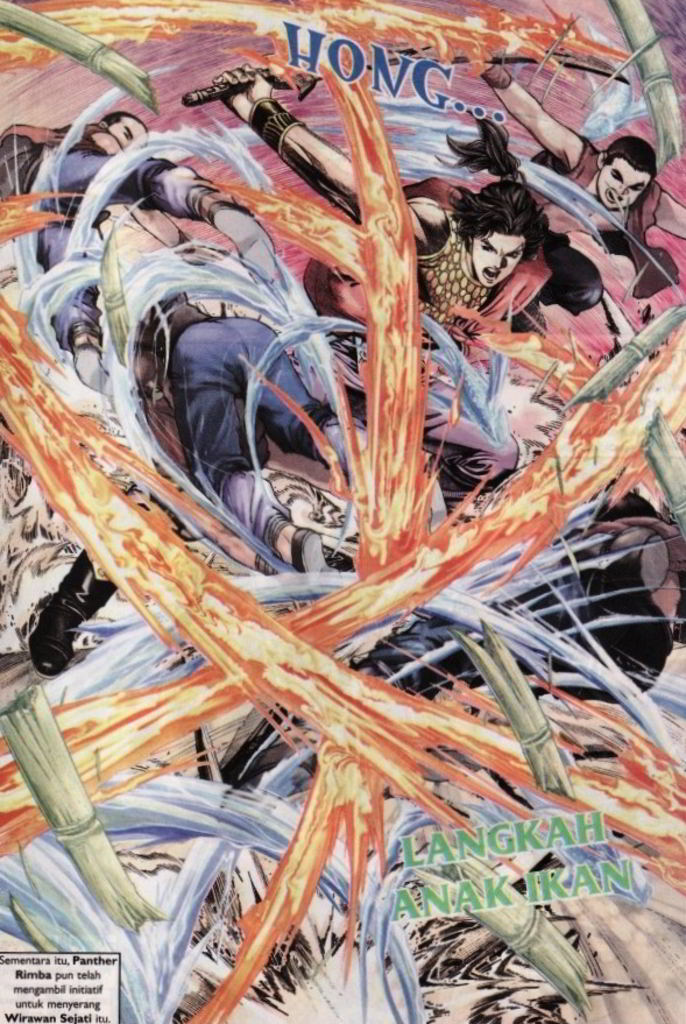 HONG...
LANGKAH
ANAK IKAN
Sementara itu, Panther
Rimba pun telah
mengambil initiatif
untuk menyerang
Wirawan Sejati itu.